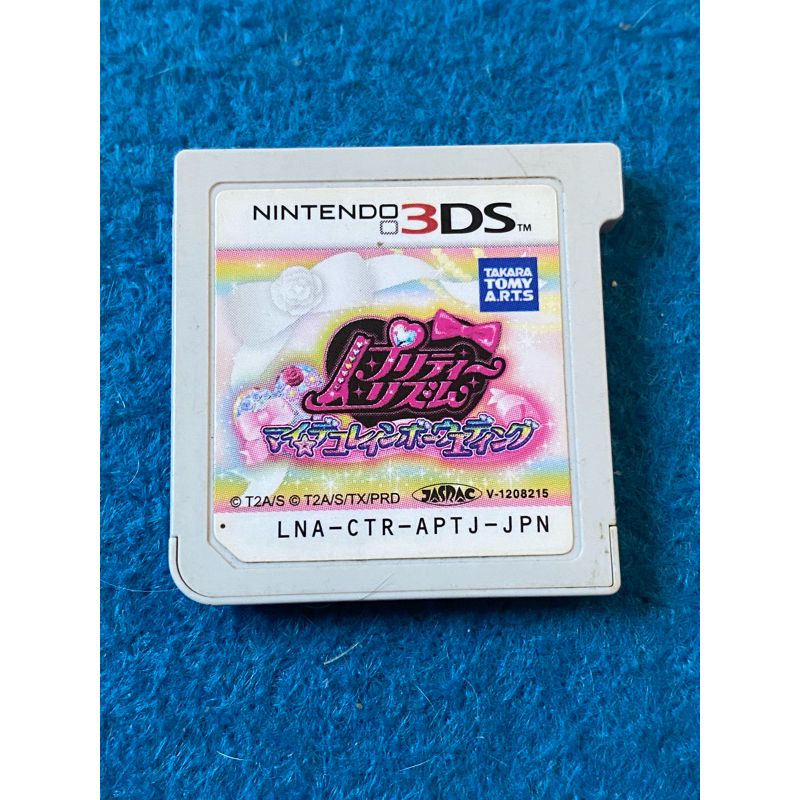 NINTENDO 3DS™
TAKARA
TOMY
A.R.T.S
プリティー
リズム
マイ☆デコレインボーウエディング
© T2A/S © T2A/S/TX/PRD JASRAC V-1208215
LNA-CTR-APTJ-JPN